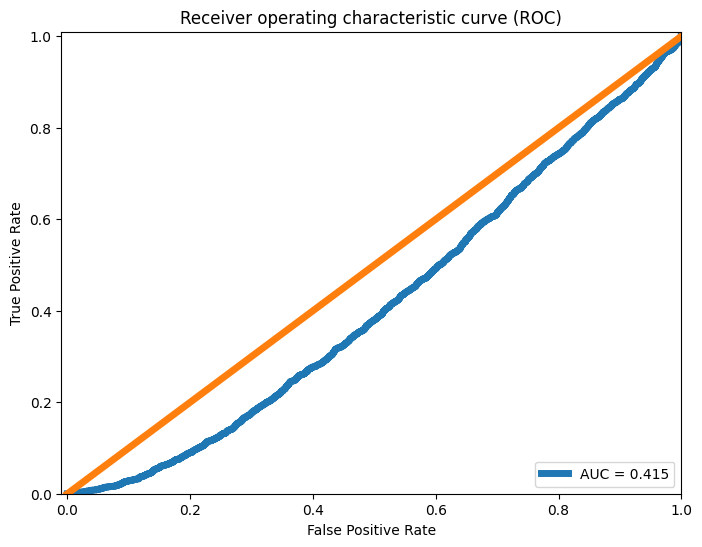 Receiver operating characteristic curve (ROC)
1.0
0.8
0.6
0.4
0.2
0.0
True Positive Rate
AUC = 0.415
0.0 0.2 0.4 0.6 0.8 1.0
False Positive Rate